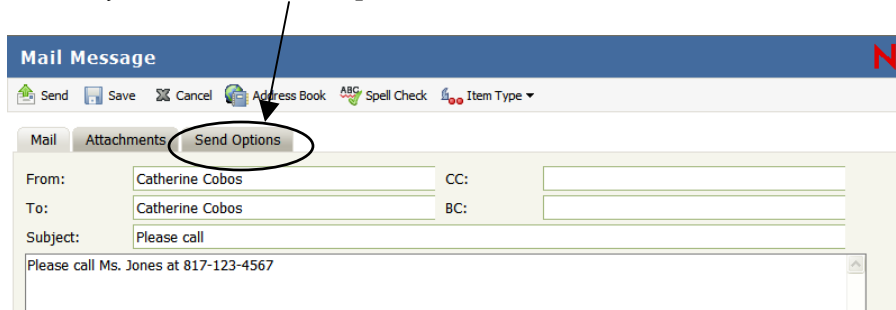 Mail Message
N
Send Save Cancel Address Book ABC Spell Check Item Type
Mail Attachments Send Options
From: Catherine Cobos CC:
To: Catherine Cobos BC:
Subject: Please call
Please call Ms. Jones at 817-123-4567